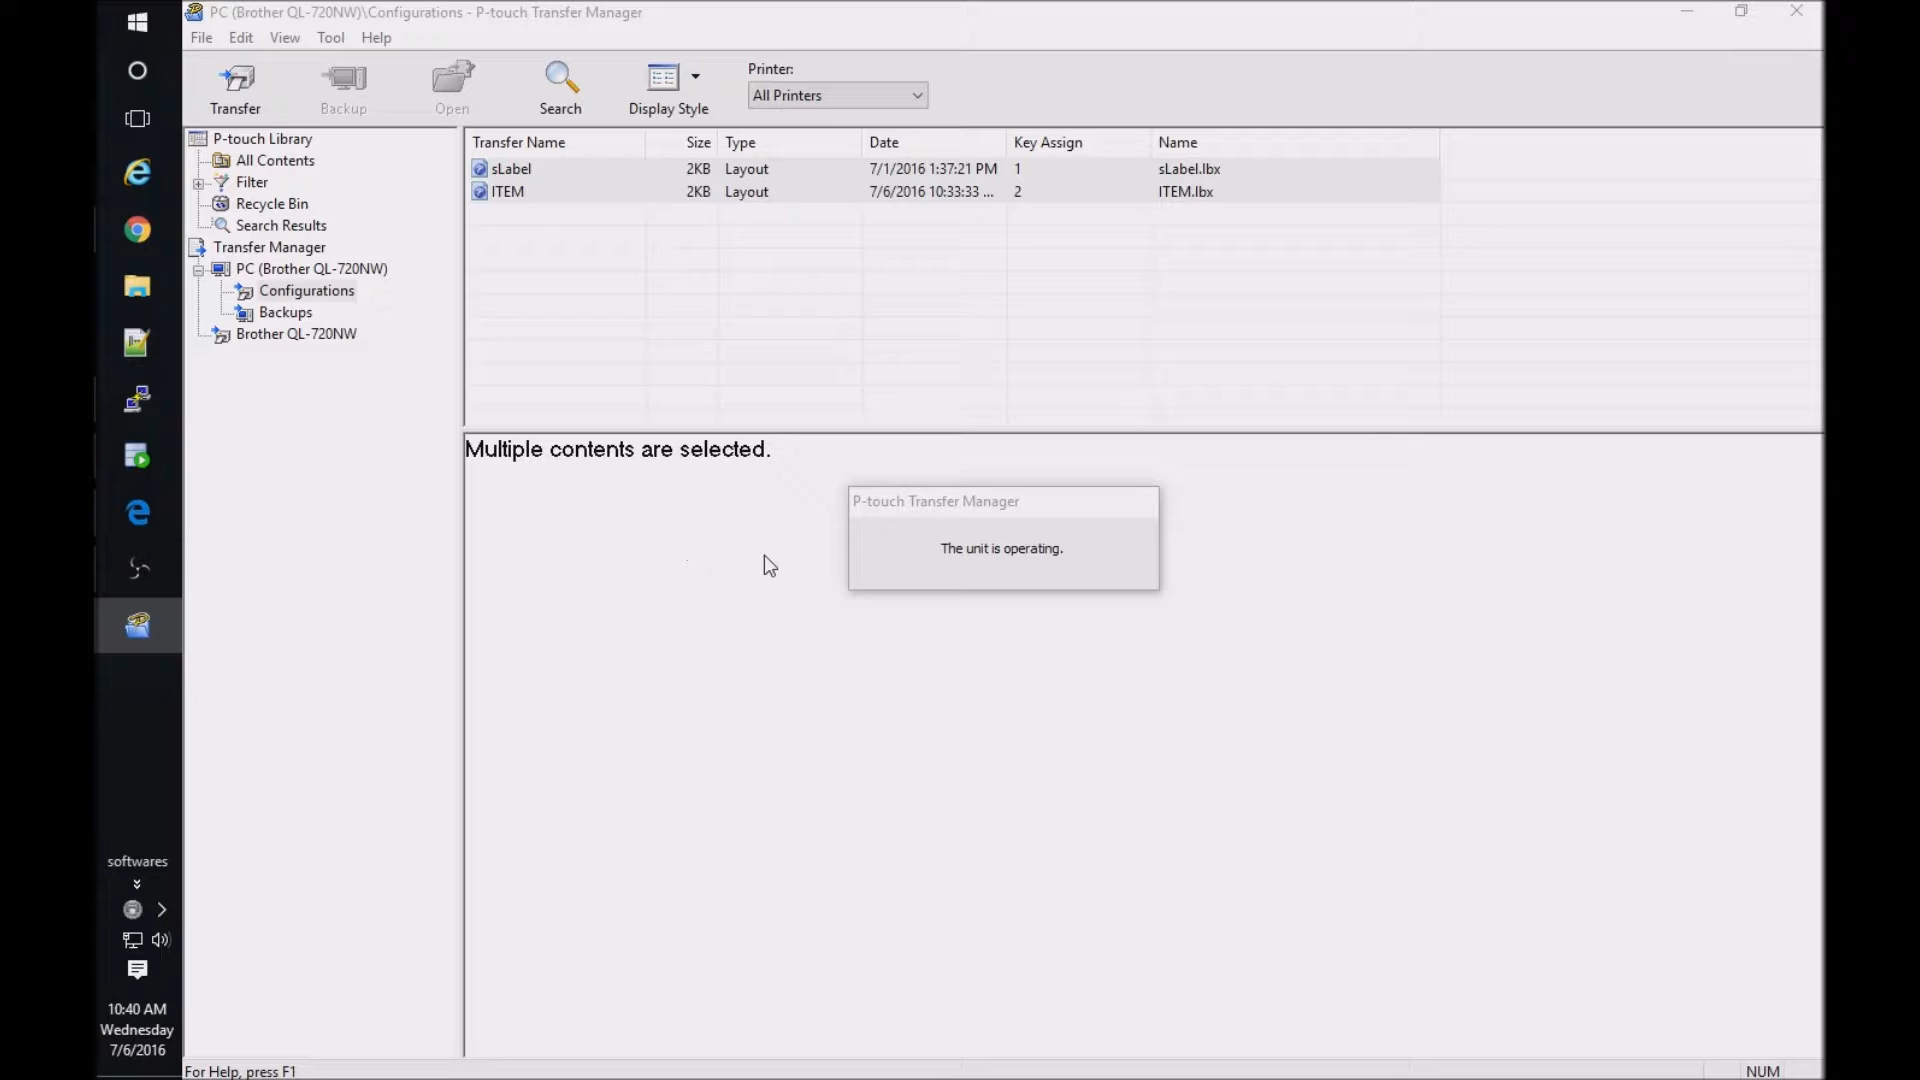 PC (Brother QL-720NW)\Configurations - P-touch Transfer Manager
File Edit View Tool Help
Transfer Backup Open Search Display Style
Printer:
All Printers
P-touch Library
All Contents
Filter
Recycle Bin
Search Results
Transfer Manager
PC (Brother QL-720NW)
Configurations
Backups
Brother QL-720NW
Transfer Name Size Type Date Key Assign Name
sLabel 2KB Layout 7/1/2016 1:37:21 PM 1 sLabel.lbx
ITEM 2KB Layout 7/6/2016 10:33:33 ... 2 ITEM.lbx
Multiple contents are selected.
P-touch Transfer Manager
The unit is operating.
softwares
10:40 AM
Wednesday
7/6/2016
For Help, press F1
NUM